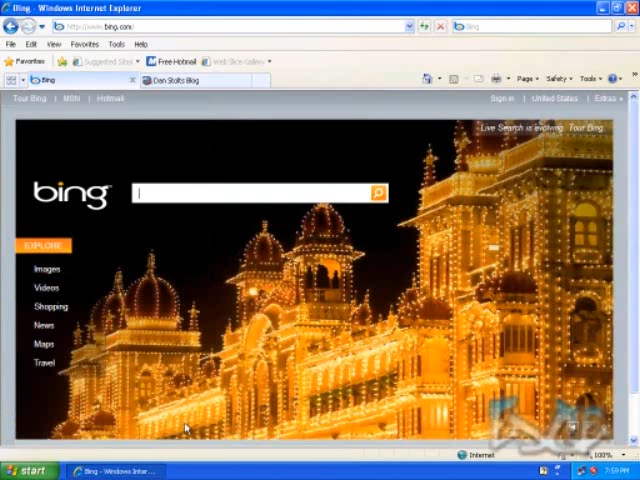 Bing - Windows Internet Explorer
http://www.bing.com/
Bing
File Edit View Favorites Tools Help
Favorites Suggested Sites Free Hotmail Web Slice Gallery
Bing Dan Stolts Blog Page Safety Tools
Tour Bing | MSN | Hotmail Sign in | United States | Extras
Live Search is evolving. Tour Bing.
bing
EXPLORE
Images
Videos
Shopping
News
Maps
Travel
Internet 100%
start Bing - Windows Inter... 7:59 PM